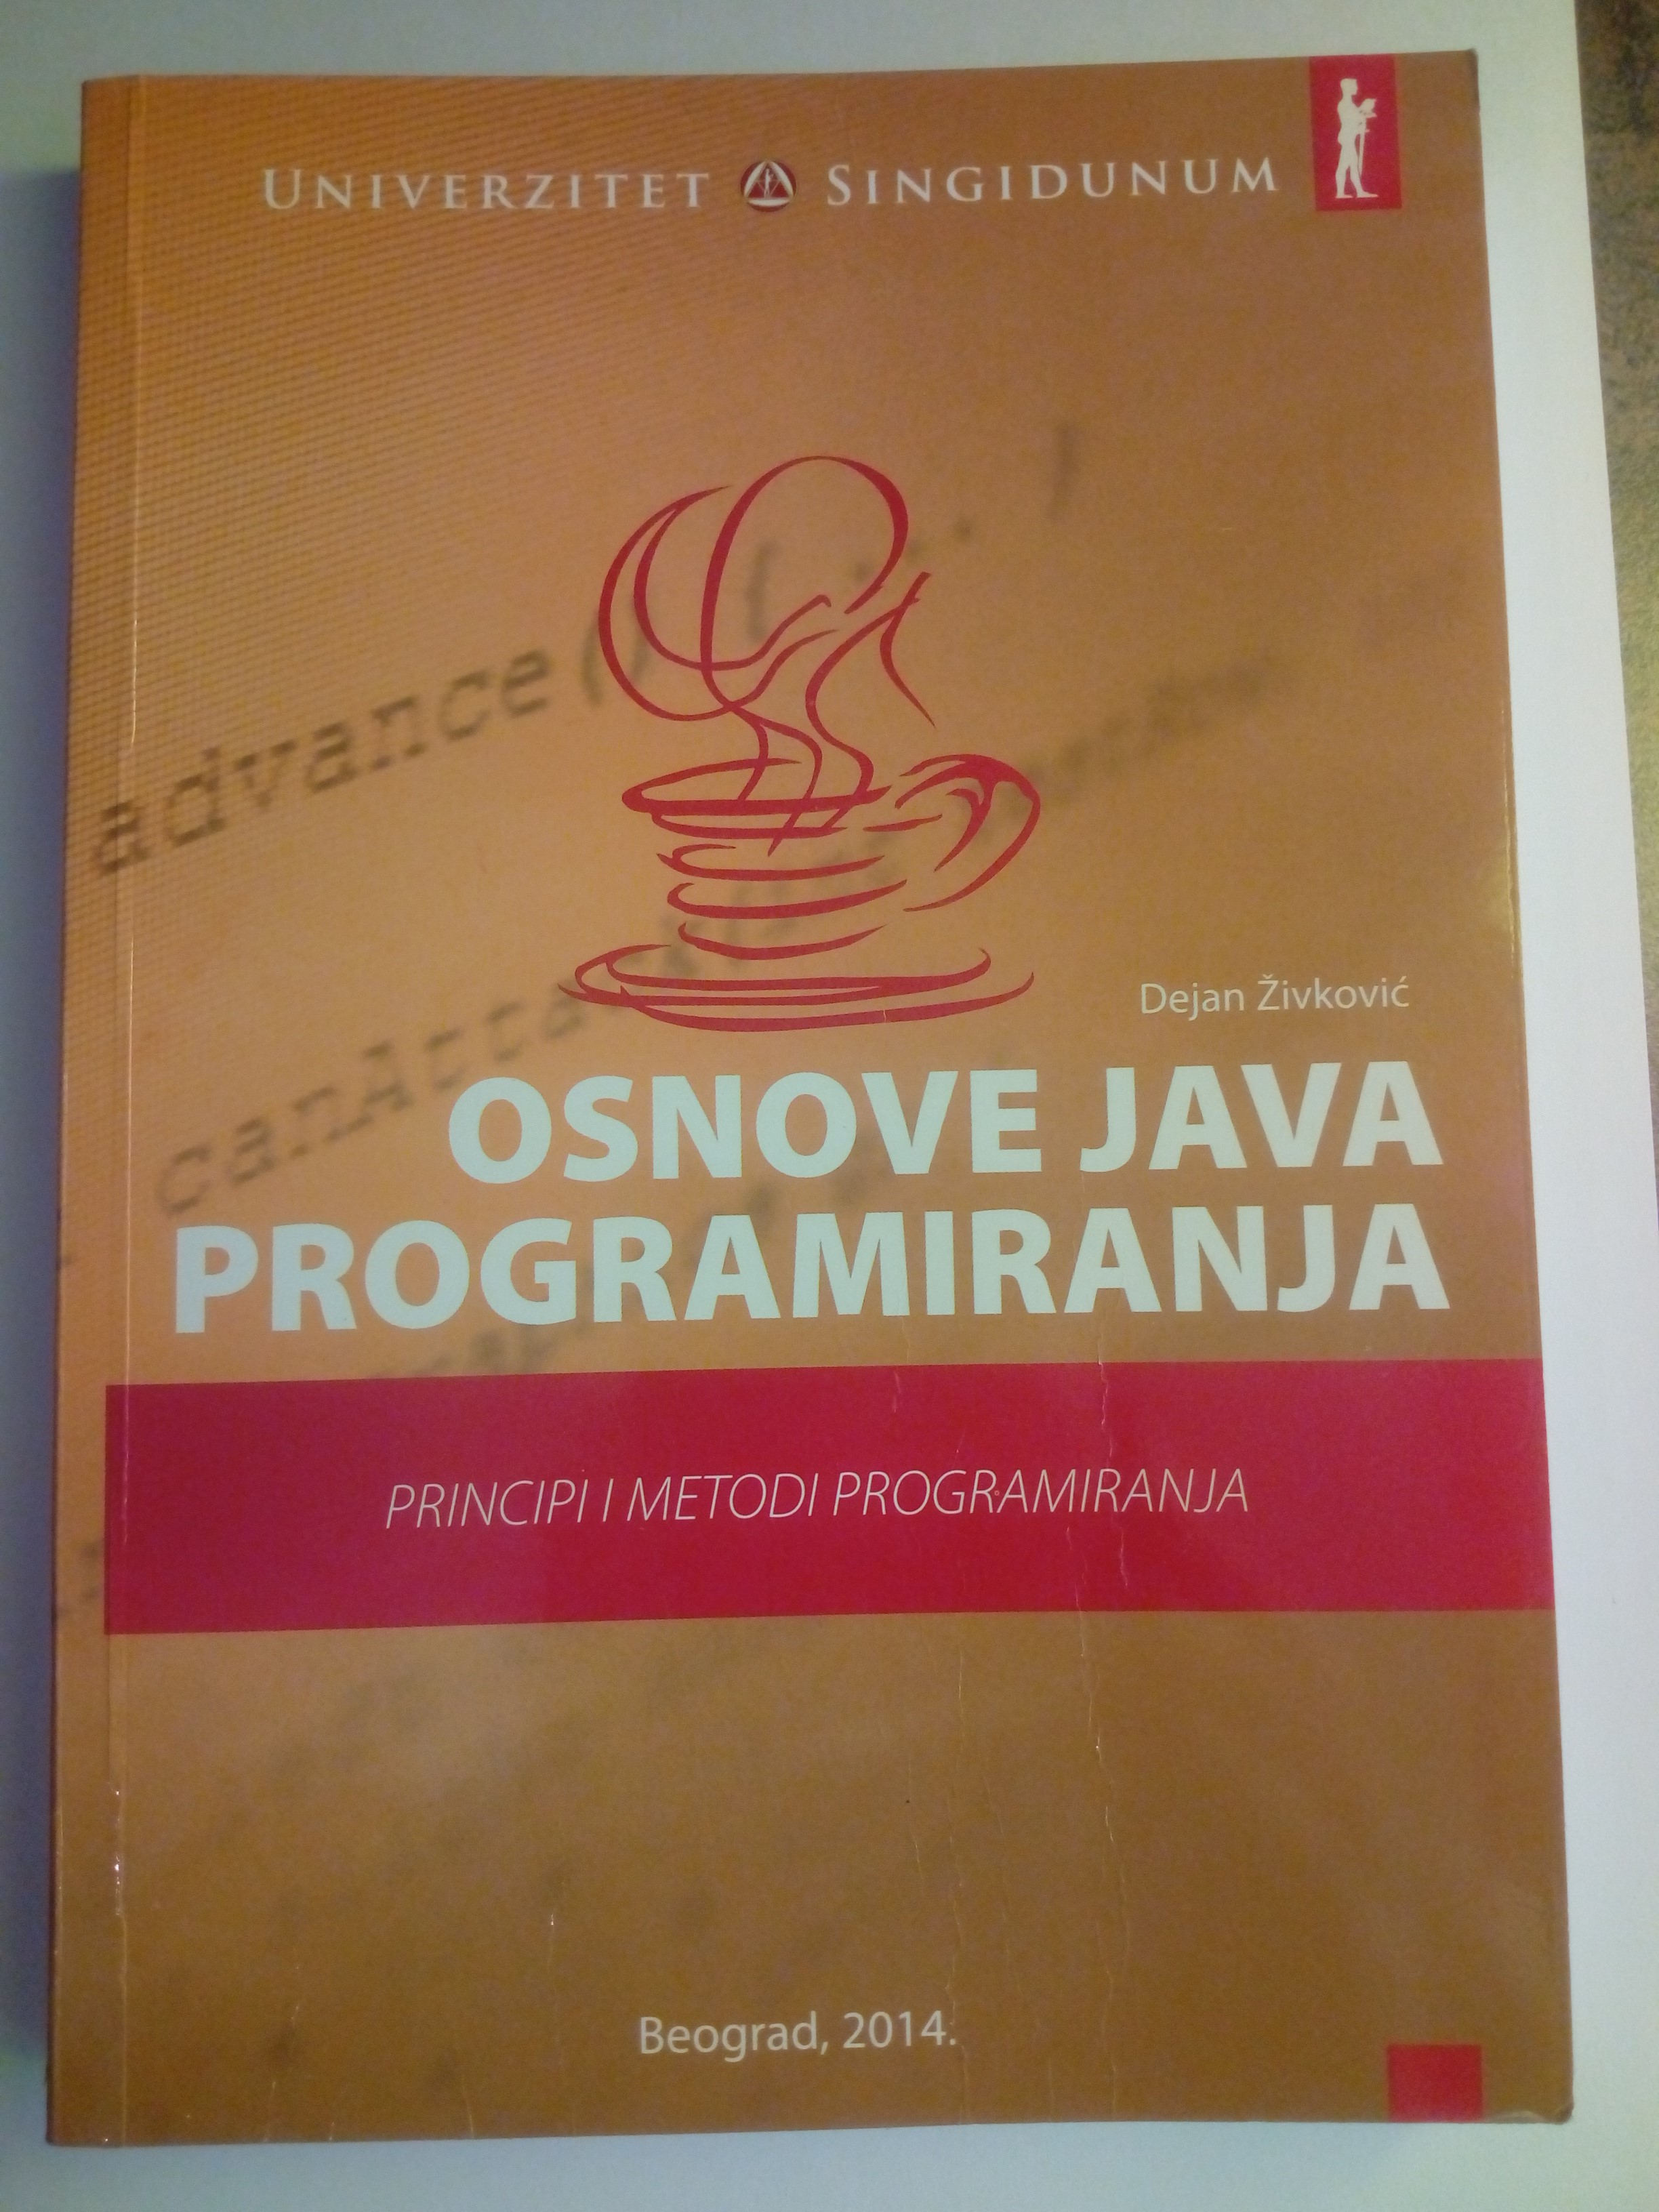 UNIVERZITET SINGIDUNUM
advance() (...)
Dejan Živković
OSNOVE JAVA
PROGRAMIRANJA
PRINCIPI I METODI PROGRAMIRANJA
Beograd, 2014.